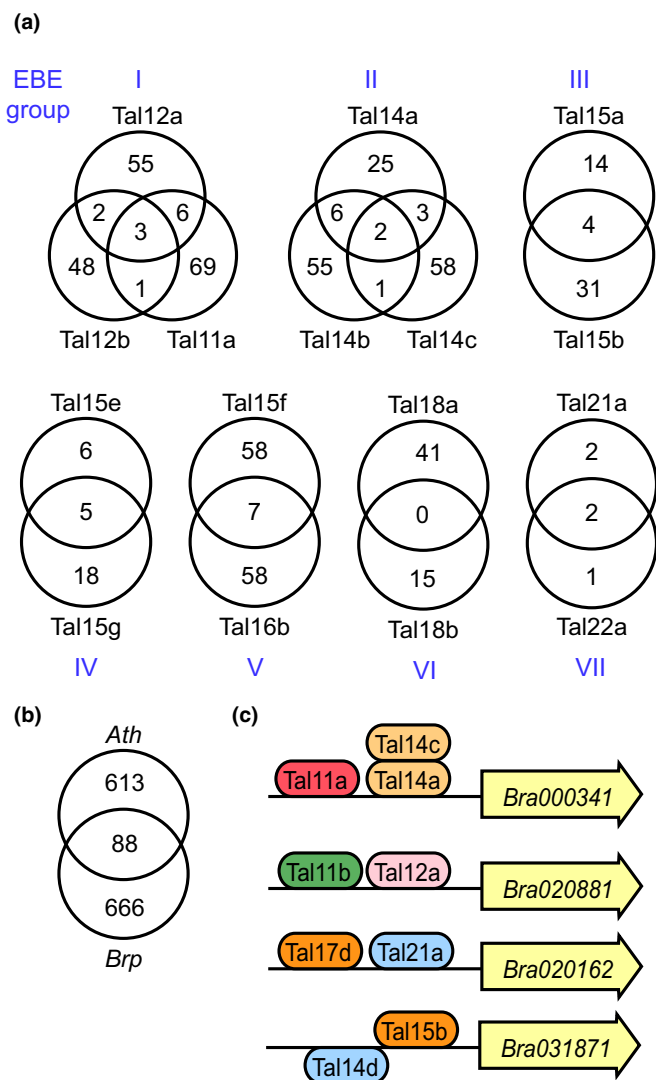 (a)
EBE group I II III
Tal12a Tal14a Tal15a
55 25 14
2 6 6 3
3 2 4
48 69 55 58
1 1 31
Tal12b Tal11a Tal14b Tal14c Tal15b
Tal15e Tal15f Tal18a Tal21a
6 58 41 2
5 7 0 2
18 58 15 1
Tal15g Tal16b Tal18b Tal22a
IV V VI VII
(b)
Ath
613
88
666
Brp
(c)
Tal14c
Tal11a Tal14a Bra000341
Tal11b Tal12a Bra020881
Tal17d Tal21a Bra020162
Tal15b Bra031871
Tal14d